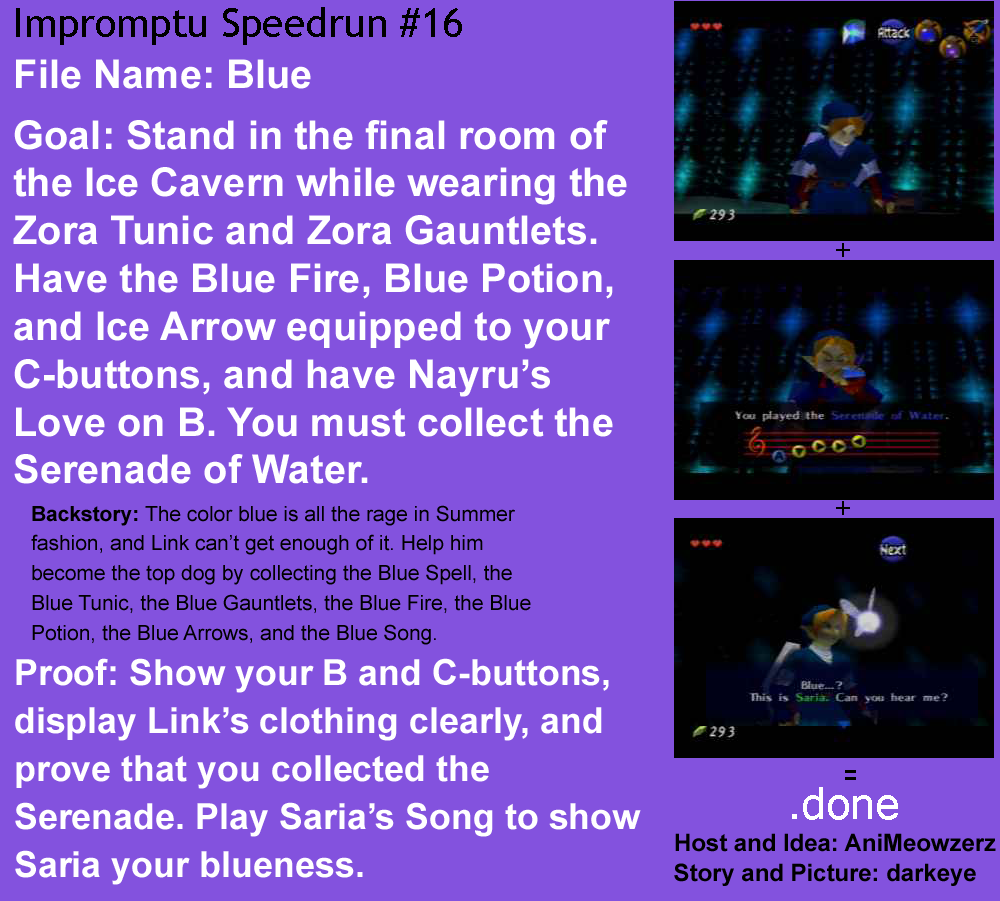 Impromptu Speedrun #16
File Name: Blue
Goal: Stand in the final room of
the Ice Cavern while wearing the
Zora Tunic and Zora Gauntlets.
Have the Blue Fire, Blue Potion,
and Ice Arrow equipped to your
C-buttons, and have Nayru's
Love on B. You must collect the
Serenade of Water.
Backstory: The color blue is all the rage in Summer
fashion, and Link can't get enough of it. Help him
become the top dog by collecting the Blue Spell, the
Blue Tunic, the Blue Gauntlets, the Blue Fire, the Blue
Potion, the Blue Arrows, and the Blue Song.
Proof: Show your B and C-buttons,
display Link's clothing clearly, and
prove that you collected the
Serenade. Play Saria's Song to show
Saria your blueness.
Attack
293
+
You played the Serenade of Water.
A
+
Next
Blue...?
This is Saria. Can you hear me?
293
=
.done
Host and Idea: AniMeowzerz
Story and Picture: darkeye